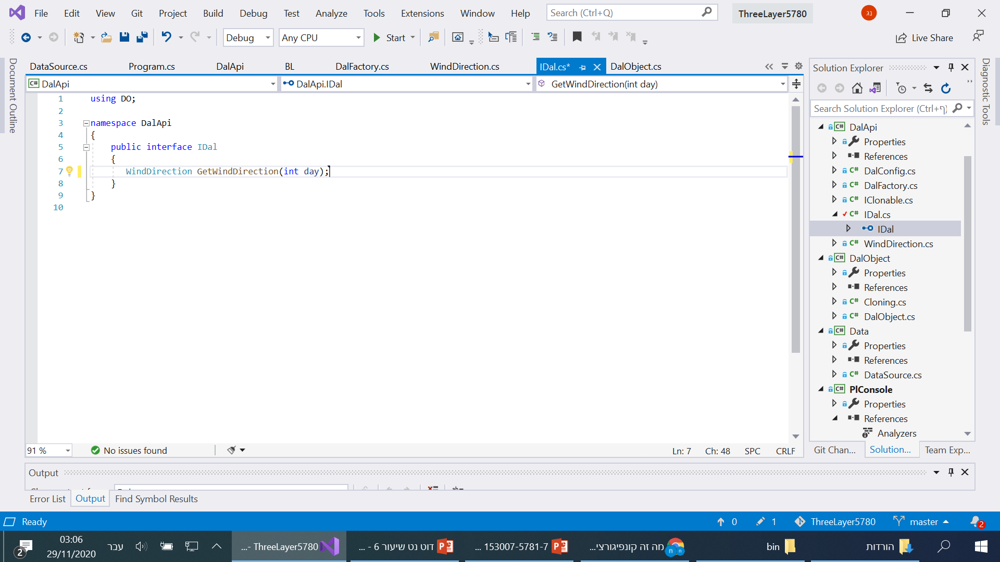 File Edit View Git Project Build Debug Test Analyze Tools Extensions Window Help Search (Ctrl+Q) ThreeLayer5780 נג
Debug Any CPU Start Live Share
Document Outline
DataSource.cs Program.cs DalApi BL DalFactory.cs WindDirection.cs IDal.cs* DalObject.cs
C# DalApi DalApi.IDal GetWindDirection(int day)
1 using DO;
2
3 namespace DalApi
4 {
5 public interface IDal
6 {
7 WindDirection GetWindDirection(int day);
8 }
9 }
10
91 % No issues found Ln: 7 Ch: 48 SPC CRLF
Solution Explorer
Search Solution Explorer (Ctrl+ף)
C# DalApi
Properties
References
C# DalConfig.cs
C# DalFactory.cs
C# IClonable.cs
C# IDal.cs
IDal
C# WindDirection.cs
C# DalObject
Properties
References
C# Cloning.cs
C# DalObject.cs
C# Data
Properties
References
C# DataSource.cs
C# PlConsole
Properties
References
Analyzers
Git Chan... Solution... Team Exp...
Diagnostic Tools
Output
Error List Output Find Symbol Results
Ready 0 1 ThreeLayer5780 master 2
2 03:06 29/11/2020 עבר
...- ThreeLayer5780
... - 6 דוט נט שיעור
... 153007-5781-7
מה זה קונפיגורצי...
bin
הורדות